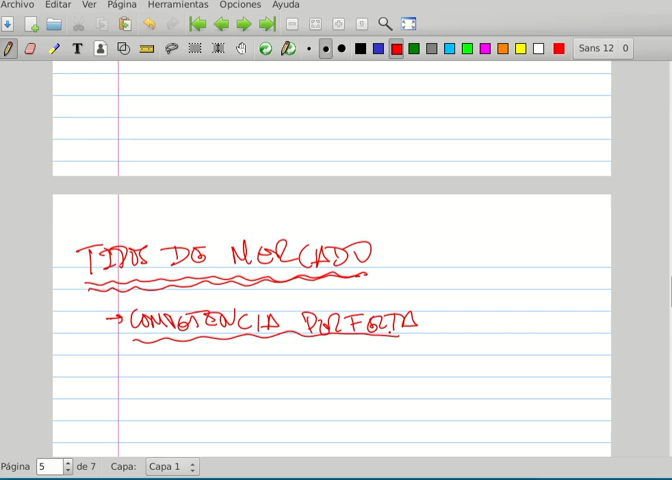 Archivo Editar Ver Página Herramientas Opciones Ayuda
Sans 12
TIPOS DE MERCADO
→ COMPETENCIA PERFECTA
Página 5 de 7 Capa: Capa 1